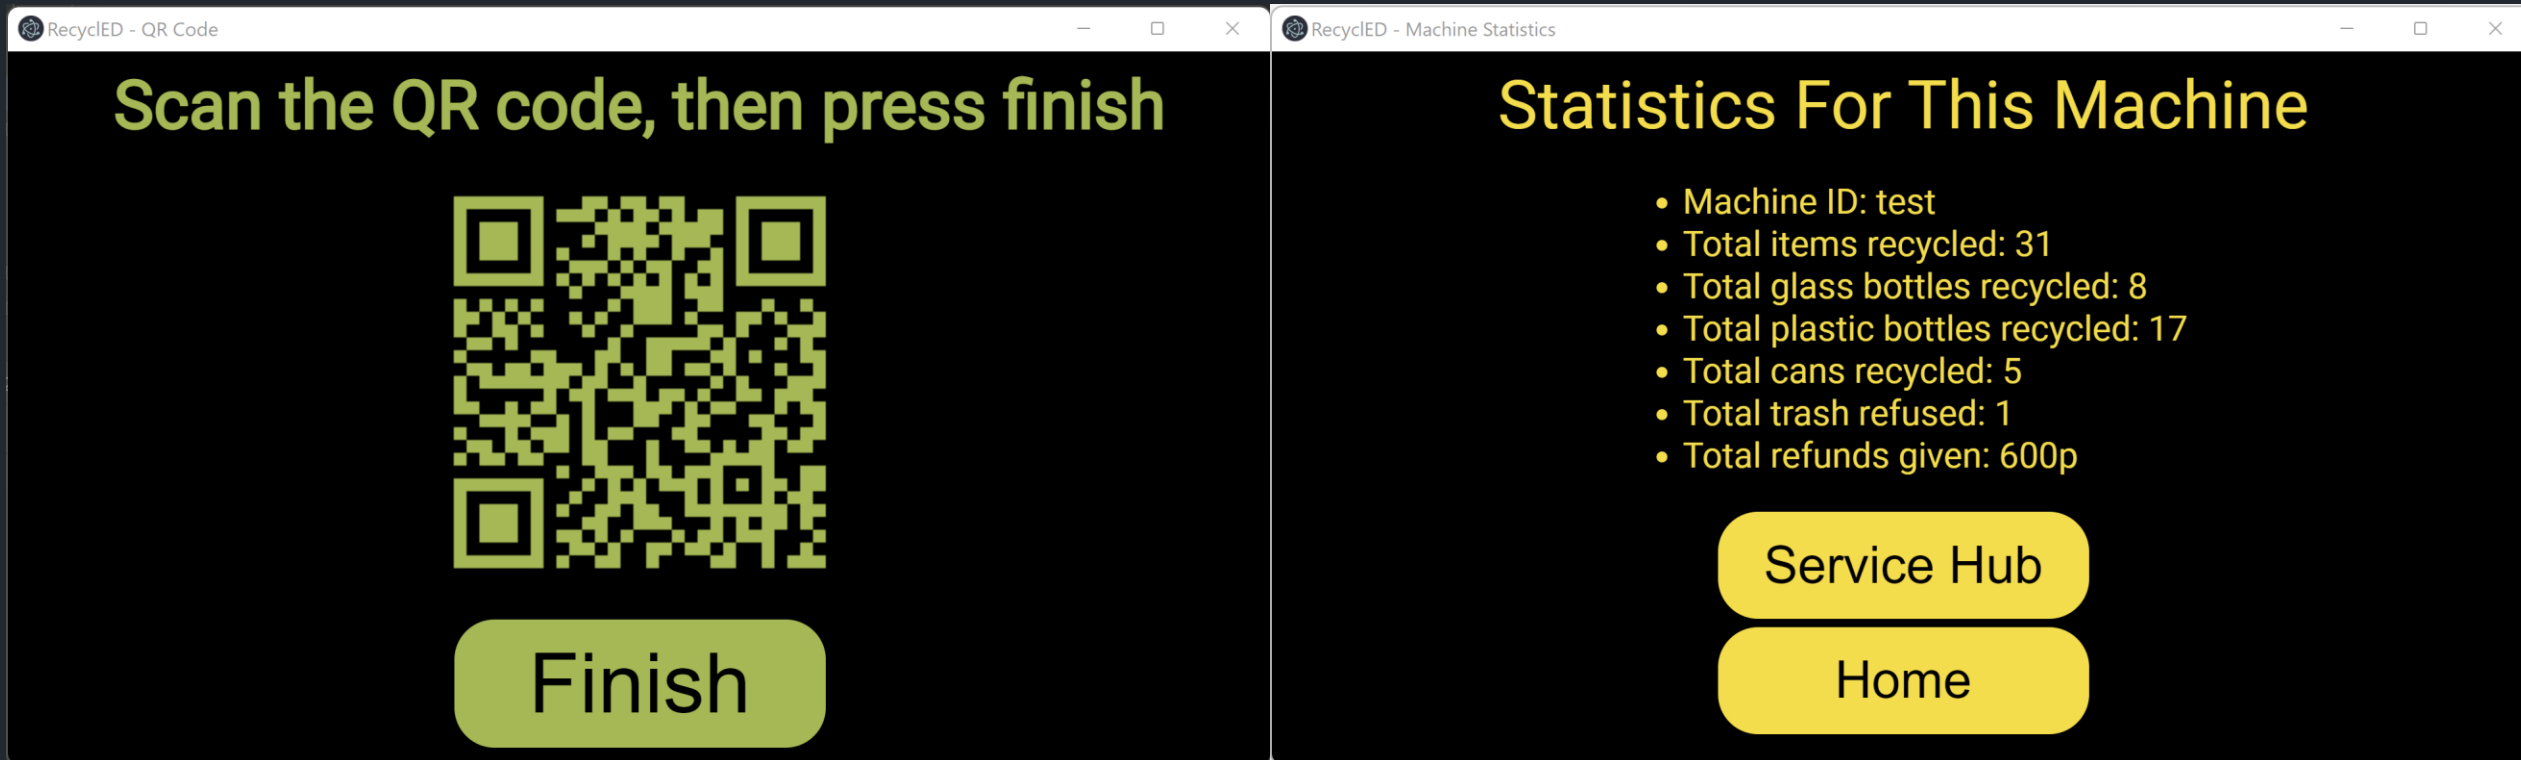 RecyclED - QR Code
Scan the QR code, then press finish
Finish
RecyclED - Machine Statistics
Statistics For This Machine
• Machine ID: test
• Total items recycled: 31
• Total glass bottles recycled: 8
• Total plastic bottles recycled: 17
• Total cans recycled: 5
• Total trash refused: 1
• Total refunds given: 600p
Service Hub
Home